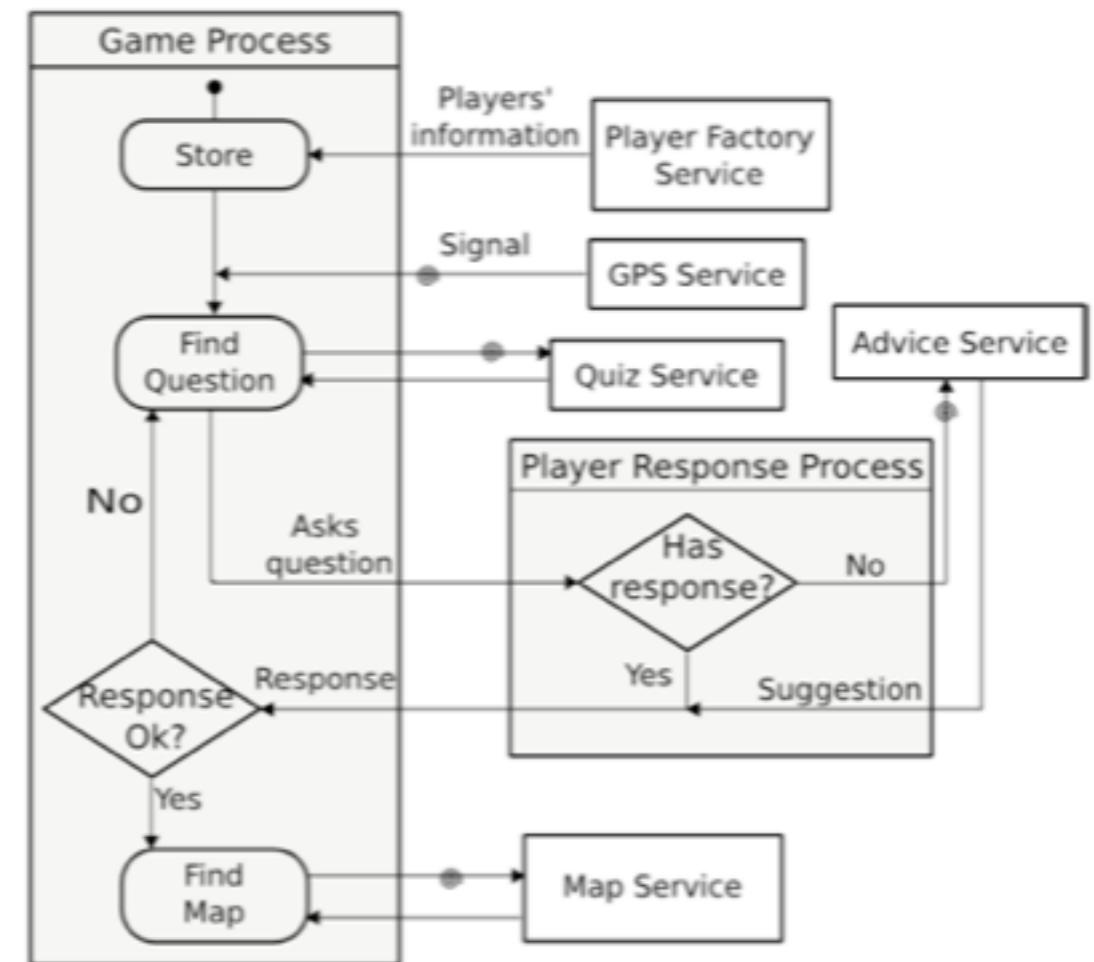 Game Process
Players'
information
Player Factory
Service
Store
Signal
GPS Service
Find
Question
Quiz Service
Advice Service
Player Response Process
No
Asks
question
Has
response?
No
Yes
Response
Suggestion
Response
Ok?
Yes
Find
Map
Map Service